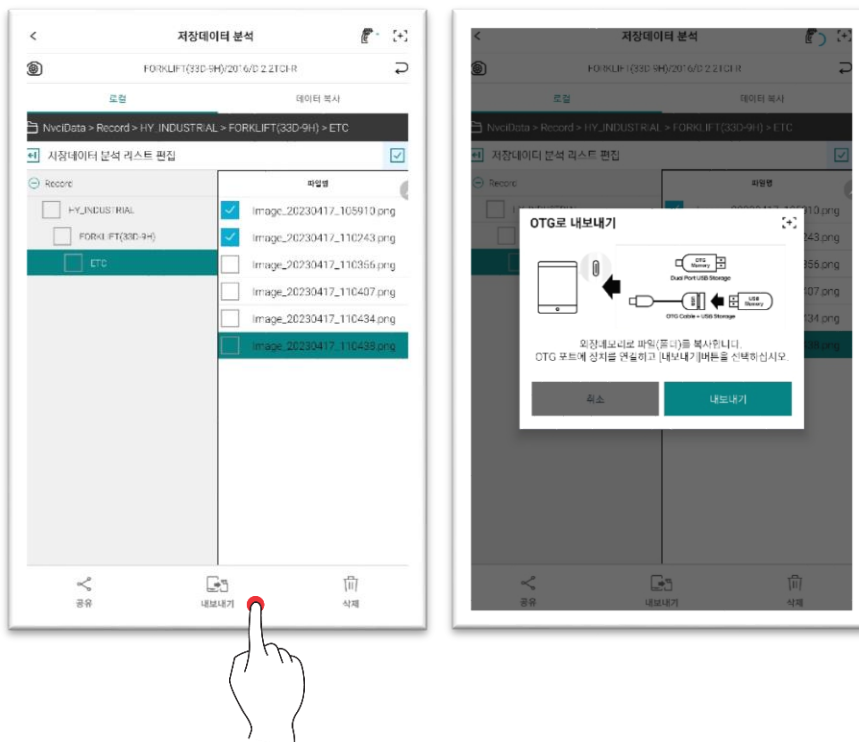 저장데이터 분석
FORKLIFT(33D-9H)/2016/D 2.2TCI-R
로컬
데이터 복사
NvciData > Record > HY_INDUSTRIAL > FORKLIFT(33D-9H) > ETC
저장데이터 분석 리스트 편집
Record
파일명
HY_INDUSTRIAL
Image_20230417_105910.png
FORKLIFT(33D-9H)
Image_20230417_110243.png
ETC
Image_20230417_110356.png
Image_20230417_110407.png
Image_20230417_110434.png
Image_20230417_110438.png
공유
내보내기
삭제
저장데이터 분석
FORKLIFT(33D-9H)/2016/D 2.2TCI-R
로컬
데이터 복사
NvciData > Record > HY_INDUSTRIAL > FORKLIFT(33D-9H) > ETC
저장데이터 분석 리스트 편집
Record
파일명
OTG로 내보내기
OTG
Memory
Dual Port USB Storage
USB
Memory
OTG Cable + USB Storage
외장메모리로 파일(폴더)를 복사합니다.
OTG 포트에 장치를 연결하고 [내보내기]버튼을 선택하십시오.
취소
내보내기
공유
내보내기
삭제